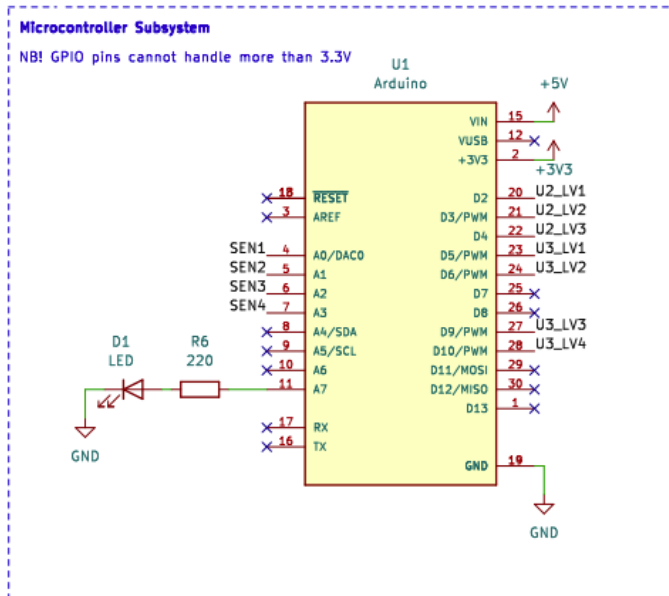 Microcontroller Subsystem
NB! GPIO pins cannot handle more than 3.3V
U1
Arduino
+5V
VIN 15
VUSB 12
+3V3 2
+3V3
18 RESET
D2 20 U2_LV1
3 AREF
D3/PWM 21 U2_LV2
D4 22 U2_LV3
SEN1 4 A0/DAC0
D5/PWM 23 U3_LV1
SEN2 5 A1
D6/PWM 24 U3_LV2
SEN3 6 A2
D7 25
SEN4 7 A3
D8 26
8 A4/SDA
D9/PWM 27 U3_LV3
9 A5/SCL
D10/PWM 28 U3_LV4
10 A6
D11/MOSI 29
D1
LED
R6
220
11 A7
D12/MISO 30
D13 1
17 RX
16 TX
GND
GND 19
GND